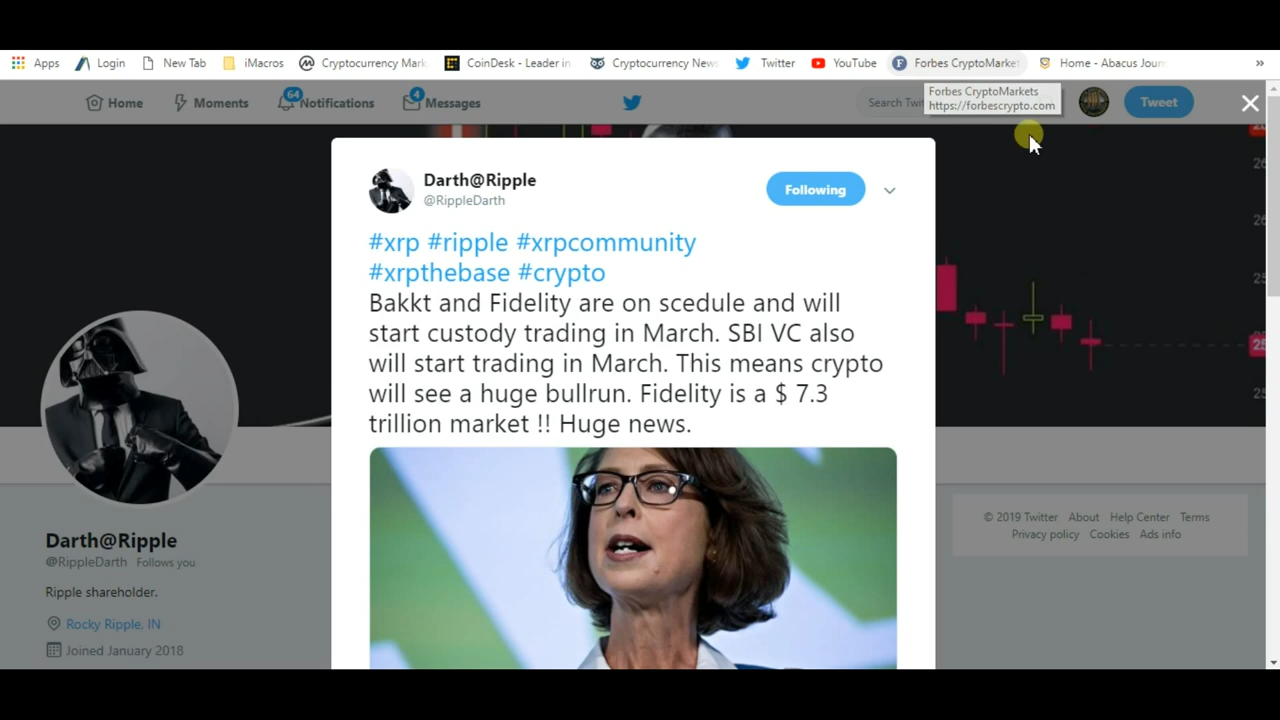 Apps Login New Tab iMacros Cryptocurrency Mark CoinDesk - Leader in Cryptocurrency News Twitter YouTube Forbes CryptoMarket Home - Abacus Journ »
Forbes CryptoMarkets
https://forbescrypto.com
Home Moments 64 Notifications 4 Messages Search Twit Tweet
Darth@Ripple
@RippleDarth
Following
#xrp #ripple #xrpcommunity
#xrpthebase #crypto
Bakkt and Fidelity are on scedule and will
start custody trading in March. SBI VC also
will start trading in March. This means crypto
will see a huge bullrun. Fidelity is a $ 7.3
trillion market !! Huge news.
Darth@Ripple
@RippleDarth Follows you
Ripple shareholder.
Rocky Ripple, IN
Joined January 2018
© 2019 Twitter About Help Center Terms
Privacy policy Cookies Ads info